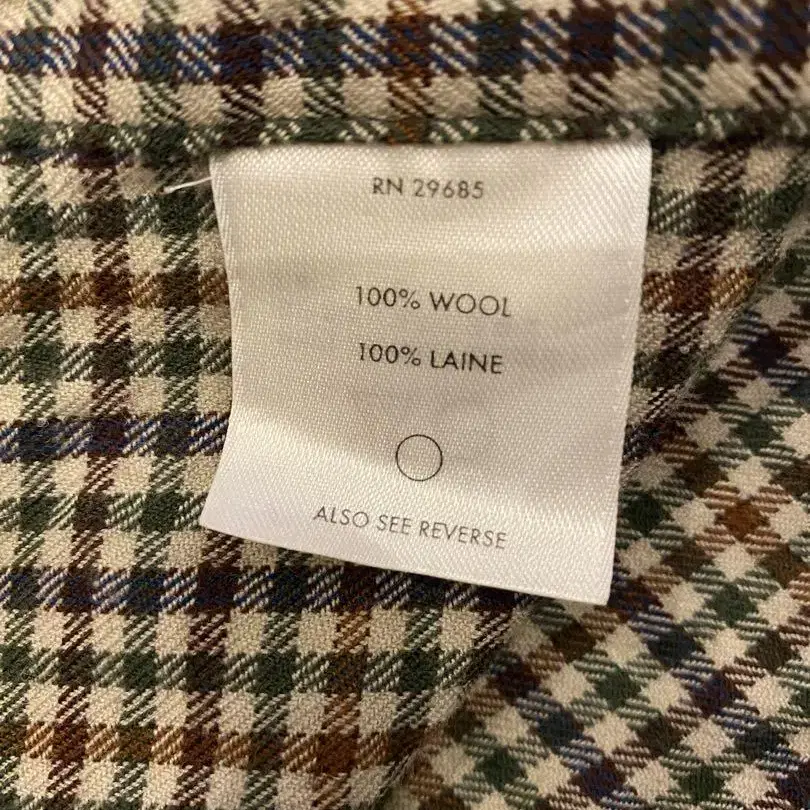 RN 29685
100% WOOL
100% LAINE
ALSO SEE REVERSE